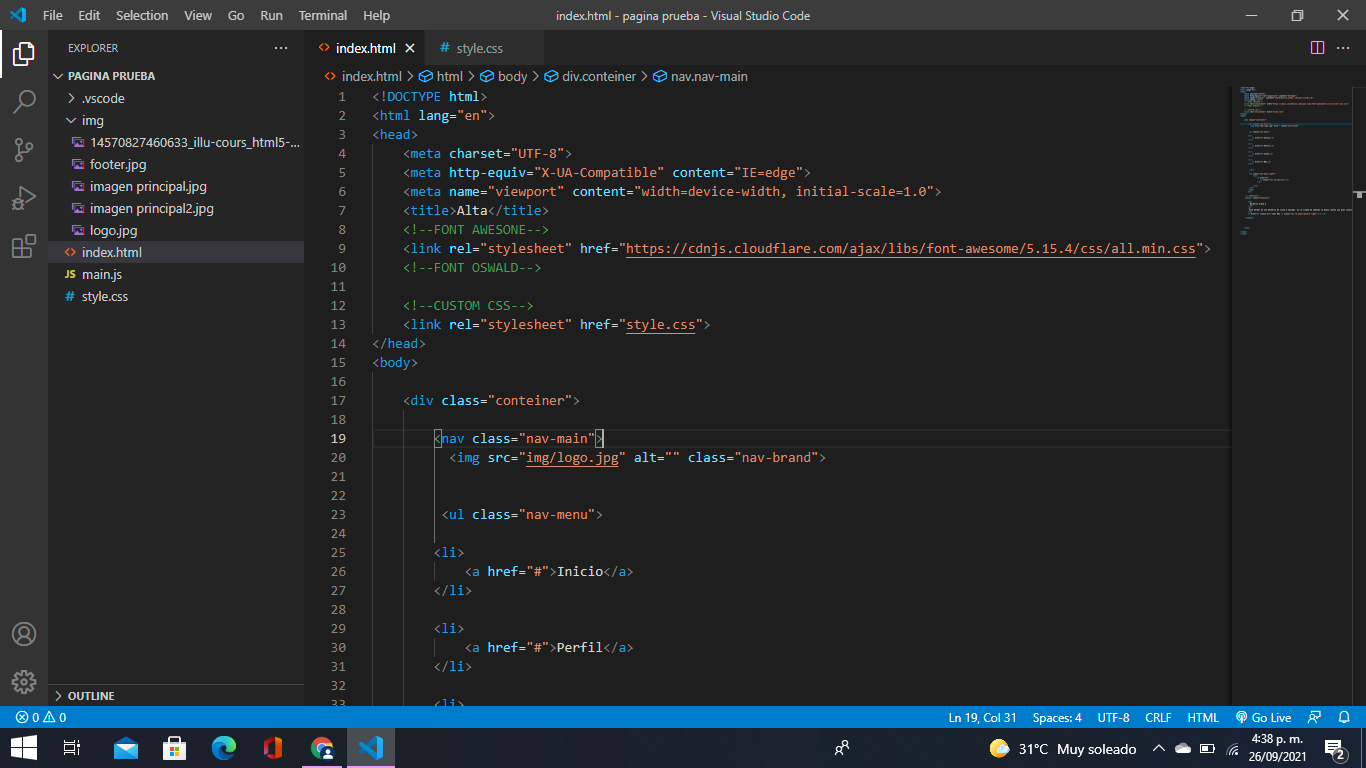 File Edit Selection View Go Run Terminal Help index.html - pagina prueba - Visual Studio Code
EXPLORER
PAGINA PRUEBA
.vscode
img
14570827460633_illu-cours_html5-...
footer.jpg
imagen principal.jpg
imagen principal2.jpg
logo.jpg
index.html
JS main.js
# style.css
OUTLINE
<> index.html # style.css
<> index.html > html > body > div.conteiner > nav.nav-main
1 <!DOCTYPE html>
2 <html lang="en">
3 <head>
4 <meta charset="UTF-8">
5 <meta http-equiv="X-UA-Compatible" content="IE=edge">
6 <meta name="viewport" content="width=device-width, initial-scale=1.0">
7 <title>Alta</title>
8 <!--FONT AWESONE-->
9 <link rel="stylesheet" href="https://cdnjs.cloudflare.com/ajax/libs/font-awesome/5.15.4/css/all.min.css">
10 <!--FONT OSWALD-->
11
12 <!--CUSTOM CSS-->
13 <link rel="stylesheet" href="style.css">
14 </head>
15 <body>
16
17 <div class="conteiner">
18
19 <nav class="nav-main">
20 <img src="img/logo.jpg" alt="" class="nav-brand">
21
22
23 <ul class="nav-menu">
24
25 <li>
26 <a href="#">Inicio</a>
27 </li>
28
29 <li>
30 <a href="#">Perfil</a>
31 </li>
32
33 <li>
0 0 Ln 19, Col 31 Spaces: 4 UTF-8 CRLF HTML Go Live
31°C Muy soleado
4:38 p. m.
26/09/2021
2